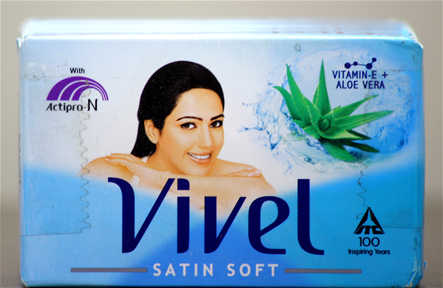 With
Actipro-N
VITAMIN-E +
ALOE VERA
Vivel
ITC
100
Inspiring Years
SATIN SOFT